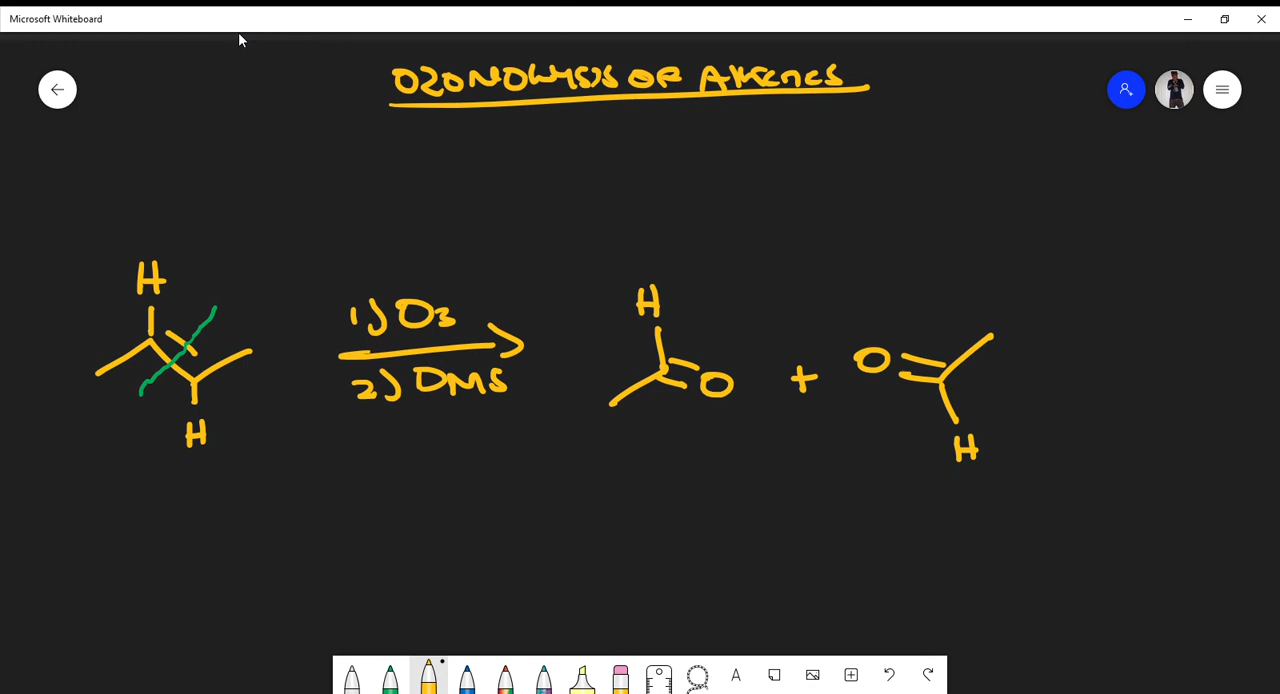 Microsoft Whiteboard
OZONOLYSIS OF AlKenes
H
1) O3
2) DMS
H
H
O
+
O
H
A